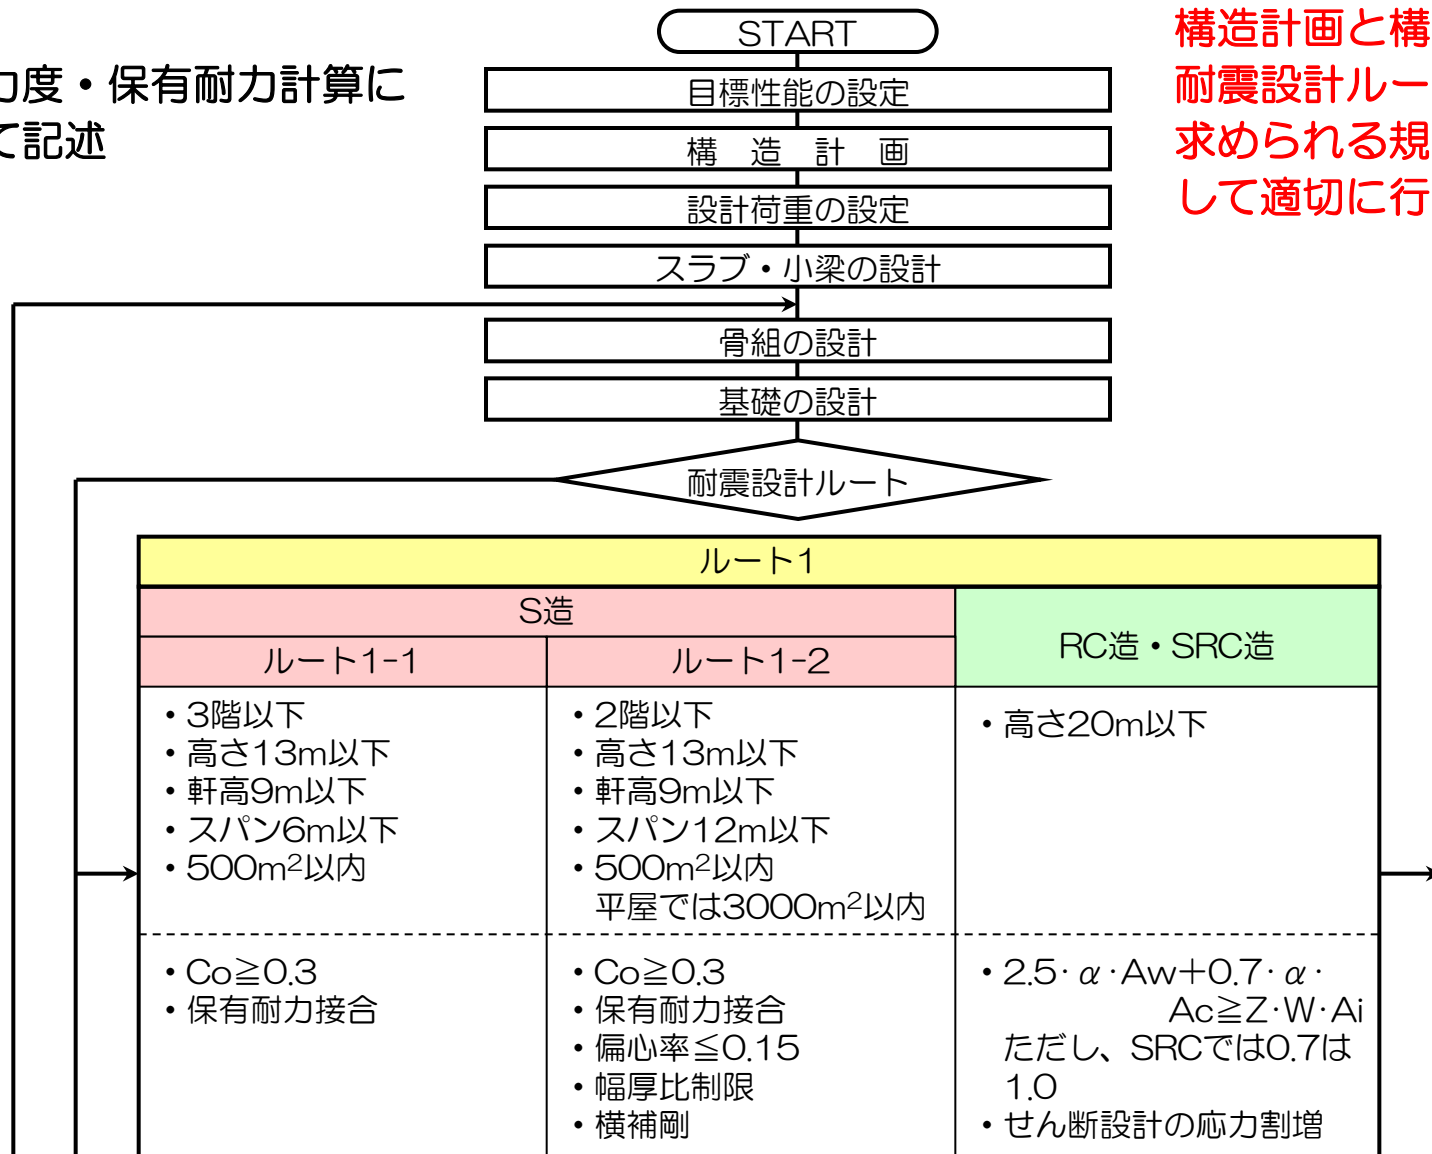 START
構造計画と構
力度・保有耐力計算に
耐震設計ルー
目標性能の設定
て記述
求められる規
構 造 計 画
して適切に行
設計荷重の設定
スラブ・小梁の設計
骨組の設計
基礎の設計
耐震設計ルート
ルート1
S造
RC造・SRC造
ルート1-1
ルート1-2
・3階以下
・高さ13m以下
・軒高9m以下
・スパン6m以下
・500m²以内
・2階以下
・高さ13m以下
・軒高9m以下
・スパン12m以下
・500m²以内
平屋では3000m²以内
・高さ20m以下
・Co≧0.3
・保有耐力接合
・Co≧0.3
・保有耐力接合
・偏心率≦0.15
・幅厚比制限
・横補剛
・2.5·α·Aw+0.7·α·
Ac≧Z·W·Ai
ただし、SRCでは0.7は
1.0
・せん断設計の応力割増